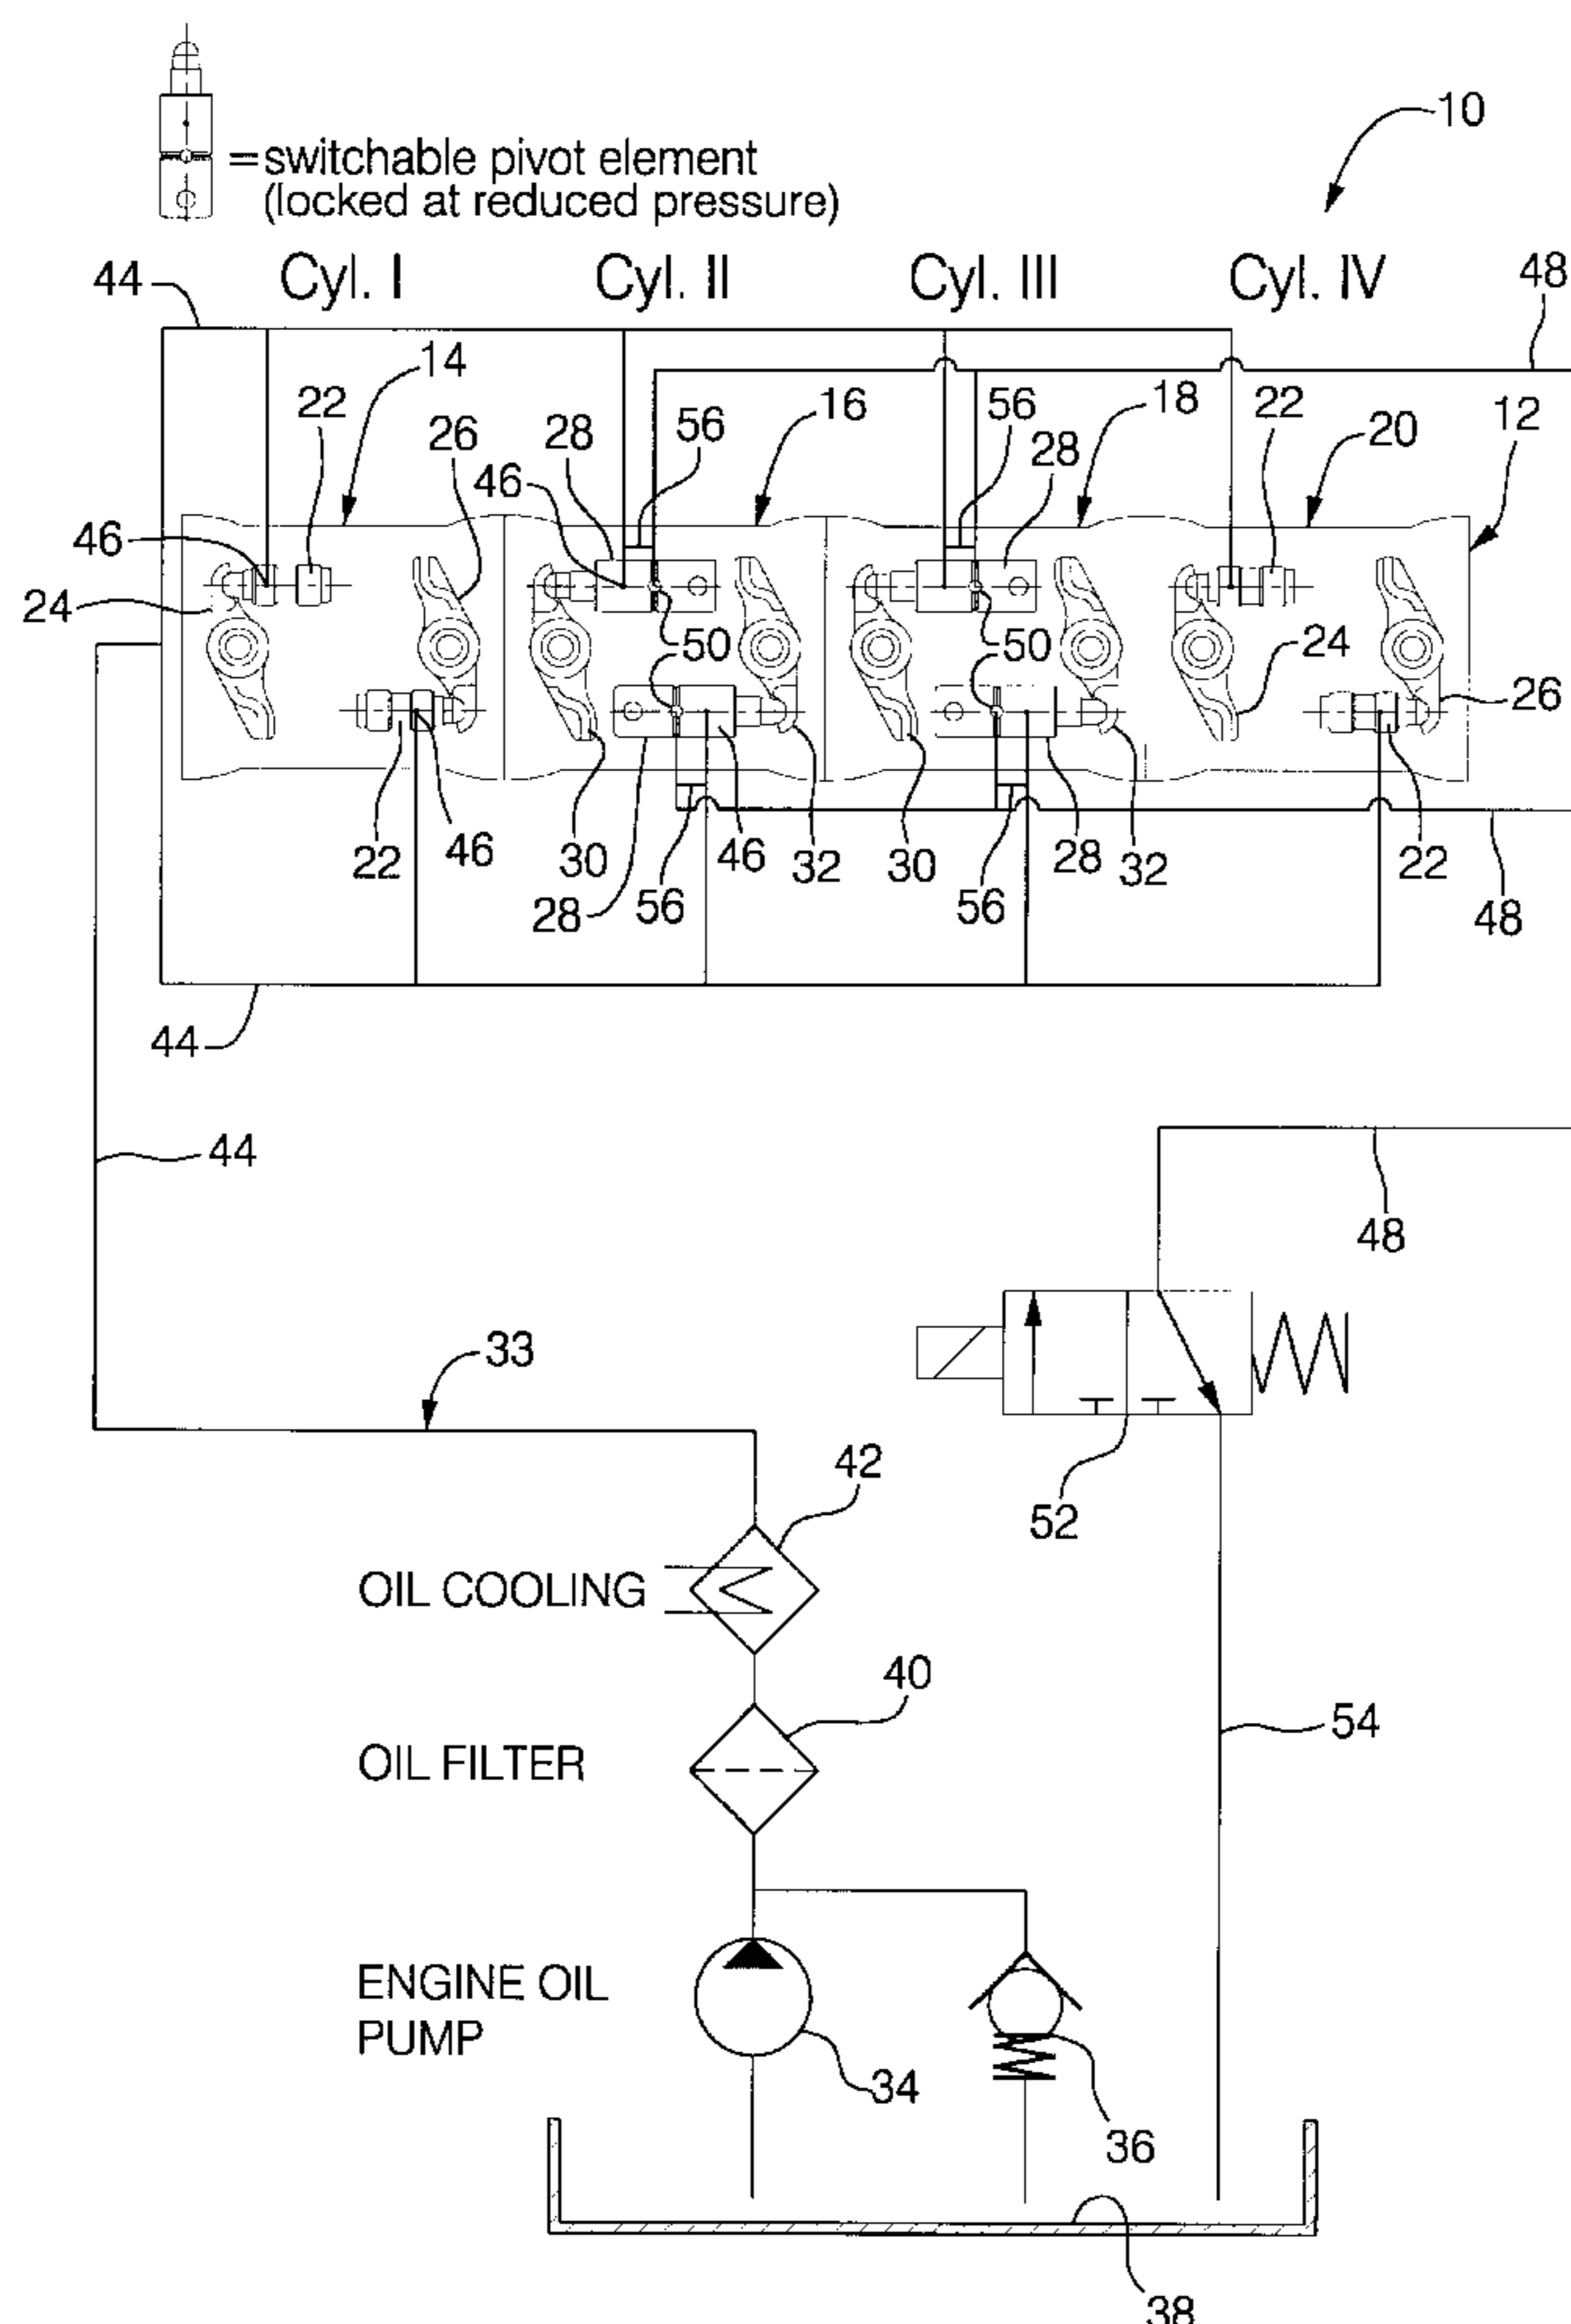 10
= switchable pivot element
(locked at reduced pressure)
44 Cyl. I Cyl. II Cyl. III Cyl. IV 48
14 22 26 28 46 56 16 56 28 18 22 20 12
46
24
50 50 24
26
22 46 30 28 56 46 32 30 56 28 32 22 48
44
44
48
33
42
52
OIL COOLING
40
OIL FILTER
54
ENGINE OIL
PUMP
34
36
38